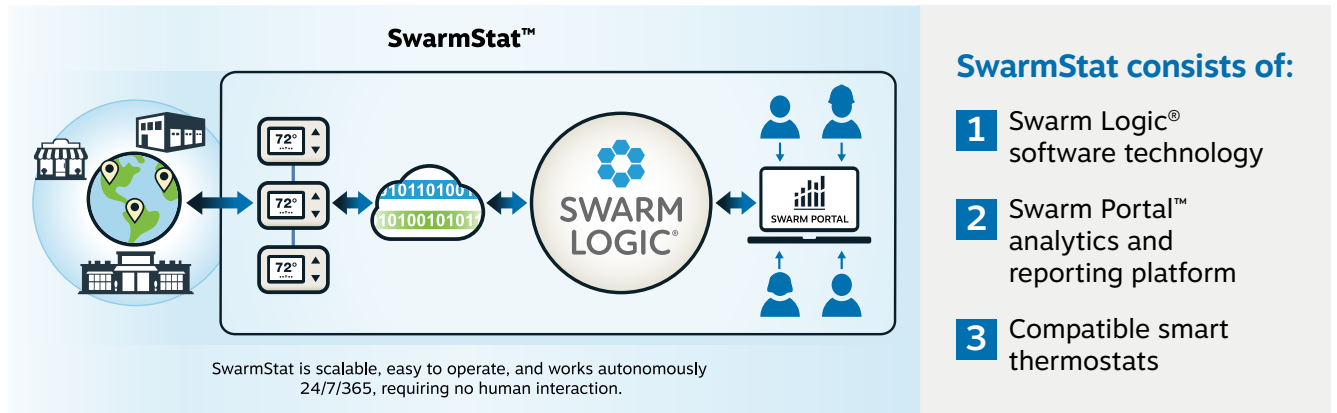 SwarmStat™
72°
72°
72°
10110100
10100101011
SWARM
LOGIC®
SWARM PORTAL
SwarmStat is scalable, easy to operate, and works autonomously
24/7/365, requiring no human interaction.
SwarmStat consists of:
1 Swarm Logic®
software technology
2 Swarm Portal™
analytics and
reporting platform
3 Compatible smart
thermostats